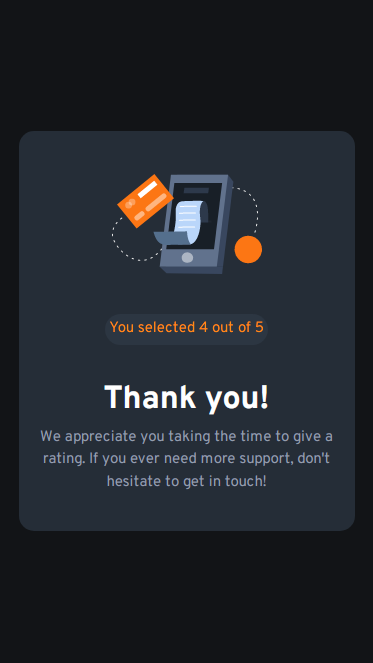 You selected 4 out of 5
Thank you!
We appreciate you taking the time to give a
rating. If you ever need more support, don't
hesitate to get in touch!